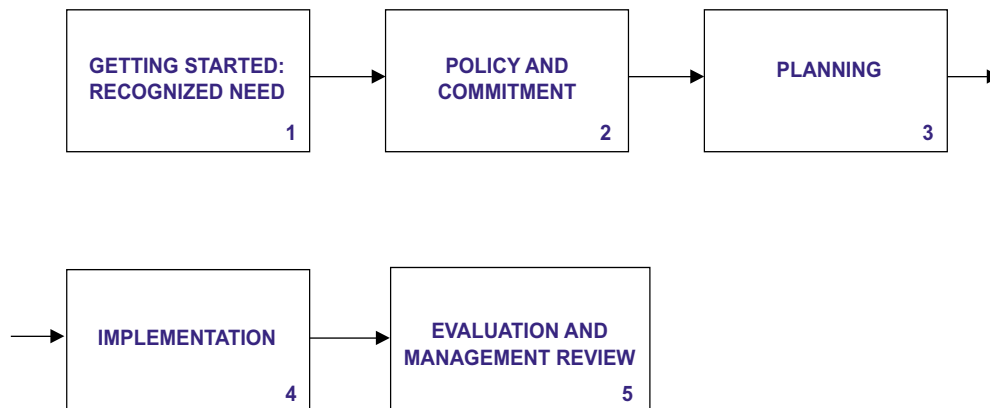 GETTING STARTED:
RECOGNIZED NEED
1
POLICY AND
COMMITMENT
2
PLANNING
3
IMPLEMENTATION
4
EVALUATION AND
MANAGEMENT REVIEW
5